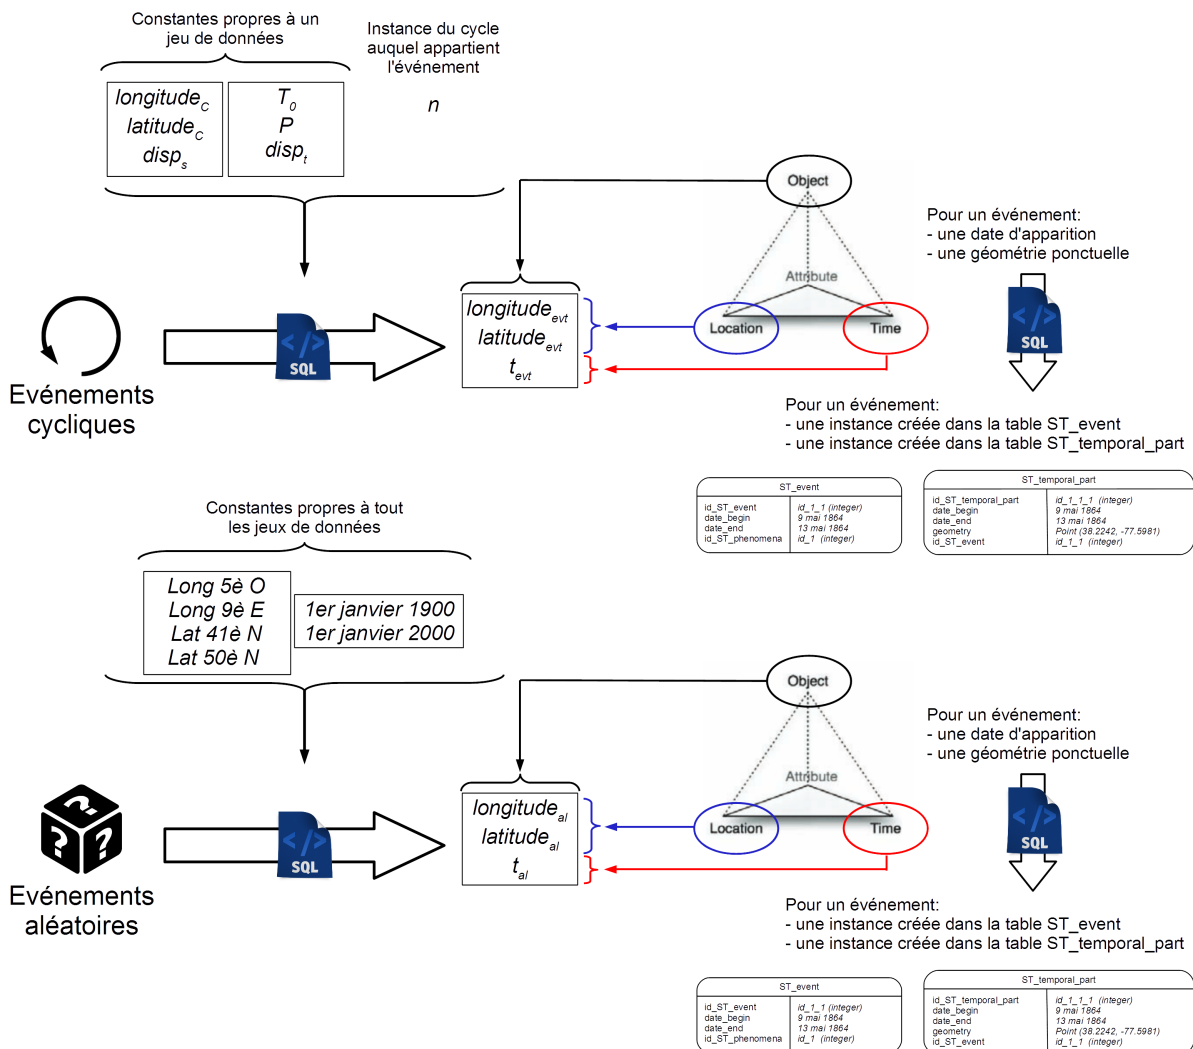 Constantes propres à un
jeu de données
Instance du cycle
auquel appartient
l'événement
longitudeC
latitudeC
disps
T0
P
dispt
n
Object
Attribute
Location
Time
Pour un événement:
- une date d'apparition
- une géométrie ponctuelle
</>
SQL
longitudeevt
latitudeevt
tevt
</>
SQL
Evénements
cycliques
Pour un événement:
- une instance créée dans la table ST_event
- une instance créée dans la table ST_temporal_part
ST_event
id_ST_event id_1_1 (integer)
date_begin 9 mai 1864
date_end 13 mai 1864
id_ST_phenomena id_1 (integer)
ST_temporal_part
id_ST_temporal_part id_1_1_1 (integer)
date_begin 9 mai 1864
date_end 13 mai 1864
geometry Point (38.2242, -77.5981)
id_ST_event id_1_1 (integer)
Constantes propres à tout
les jeux de données
Long 5è O
Long 9è E
Lat 41è N
Lat 50è N
1er janvier 1900
1er janvier 2000
Object
Attribute
Location
Time
Pour un événement:
- une date d'apparition
- une géométrie ponctuelle
</>
SQL
longitudeal
latitudeal
tal
</>
SQL
? ? ?
Evénements
aléatoires
Pour un événement:
- une instance créée dans la table ST_event
- une instance créée dans la table ST_temporal_part
ST_event
id_ST_event id_1_1 (integer)
date_begin 9 mai 1864
date_end 13 mai 1864
id_ST_phenomena id_1 (integer)
ST_temporal_part
id_ST_temporal_part id_1_1_1 (integer)
date_begin 9 mai 1864
date_end 13 mai 1864
geometry Point (38.2242, -77.5981)
id_ST_event id_1_1 (integer)